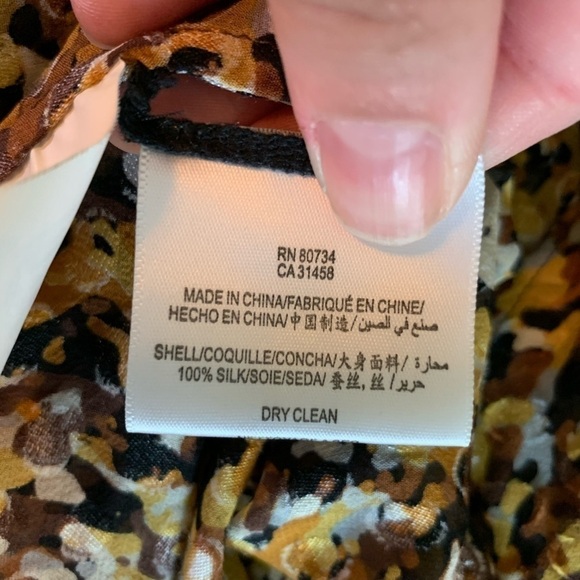 RN 80734
CA 31458
MADE IN CHINA/FABRIQUÉ EN CHINE/
HECHO EN CHINA/中国制造/صنع في الصين
SHELL/COQUILLE/CONCHA/大身面料/ محارة/
100% SILK/SOIE/SEDA/ 蚕丝, 丝 /حرير/
DRY CLEAN